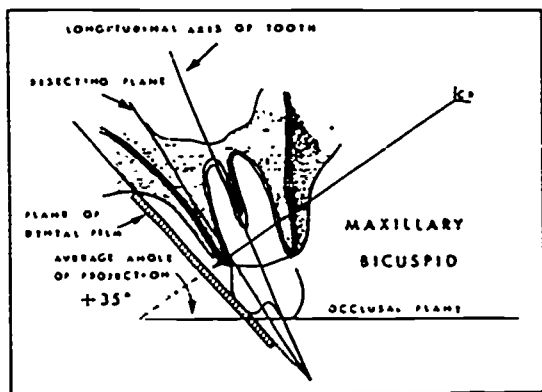 LONGITUDINAL AXIS OF TOOTH
BISECTING PLANE
PLANE OF
DENTAL FILM
AVERAGE ANGLE
OF PROJECTION
+35°
MAXILLARY
BICUSPID
OCCLUSAL PLANE